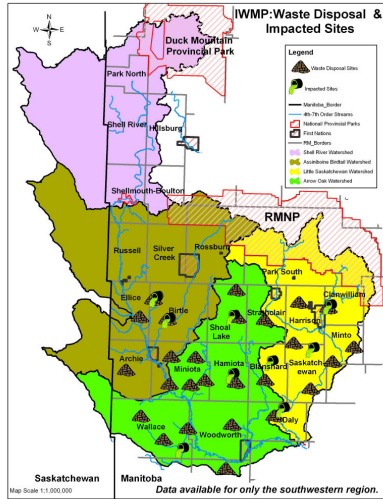 IWMP:Waste Disposal &
Impacted Sites
N
W
E
S
Duck Mountain
Provincial Park
Park North
Legend
Waste Disposal Sites
Impacted Sites
Manitoba_Border
4th-7th Order Streams
National Provincial Parks
First Nations
RM_Borders
Shell River Watershed
Assiniboine Birdtail Watershed
Little Saskatchewan Watershed
Arrow Oak Watershed
Shell River
Hillsburg
Shellmouth-Boulton
RMNP
Russell
Silver
Creek
Rossburn
Park South
Ellice
Birtle
Strathclair
Clanwilliam
Harrison
Shoal
Lake
Minto
Archie
Miniota
Hamiota
Blanshard
Saskatch
ewan
Daly
Wallace
Woodworth
Saskatchewan
Manitoba
Map Scale 1:1,000,000
Data available for only the southwestern region.